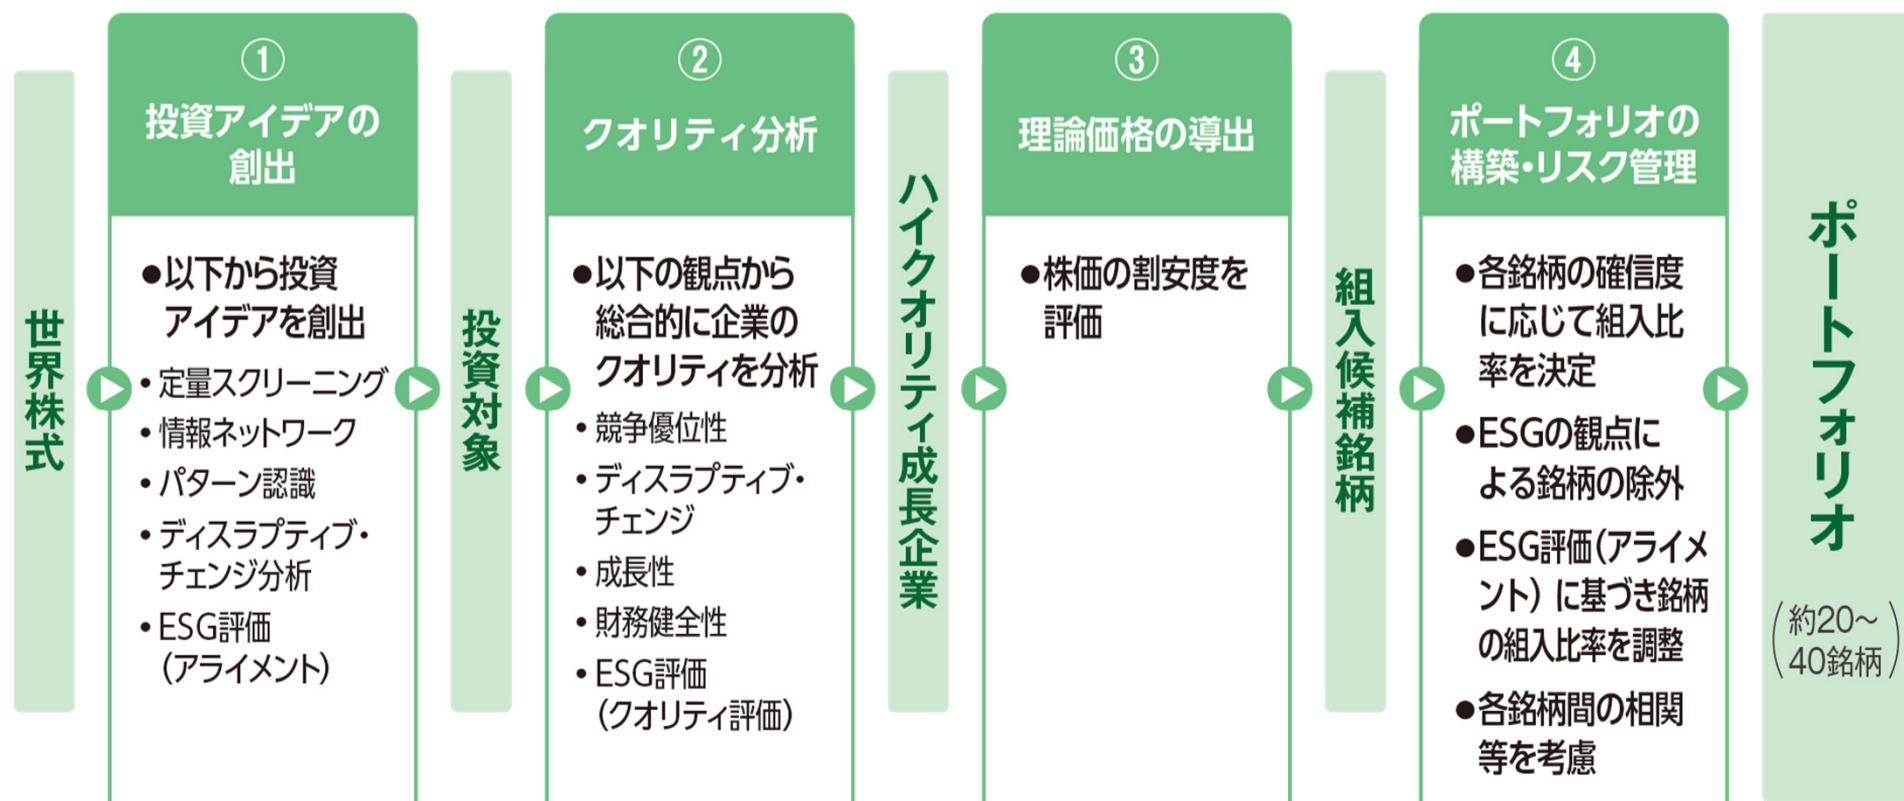 世界株式
①
投資アイデアの
創出
●以下から投資
アイデアを創出
・定量スクリーニング
・情報ネットワーク
・パターン認識
・ディスラプティブ・
チェンジ分析
・ESG評価
（アライメント）
投資対象
②
クオリティ分析
●以下の観点から
総合的に企業の
クオリティを分析
・競争優位性
・ディスラプティブ・
チェンジ
・成長性
・財務健全性
・ESG評価
（クオリティ評価）
ハイクオリティ成長企業
③
理論価格の導出
●株価の割安度を
評価
組入候補銘柄
④
ポートフォリオの
構築・リスク管理
●各銘柄の確信度
に応じて組入比
率を決定
●ESGの観点に
よる銘柄の除外
●ESG評価（アライメ
ント）に基づき銘柄
の組入比率を調整
●各銘柄間の相関
等を考慮
ポートフォリオ
（約20～
40銘柄）